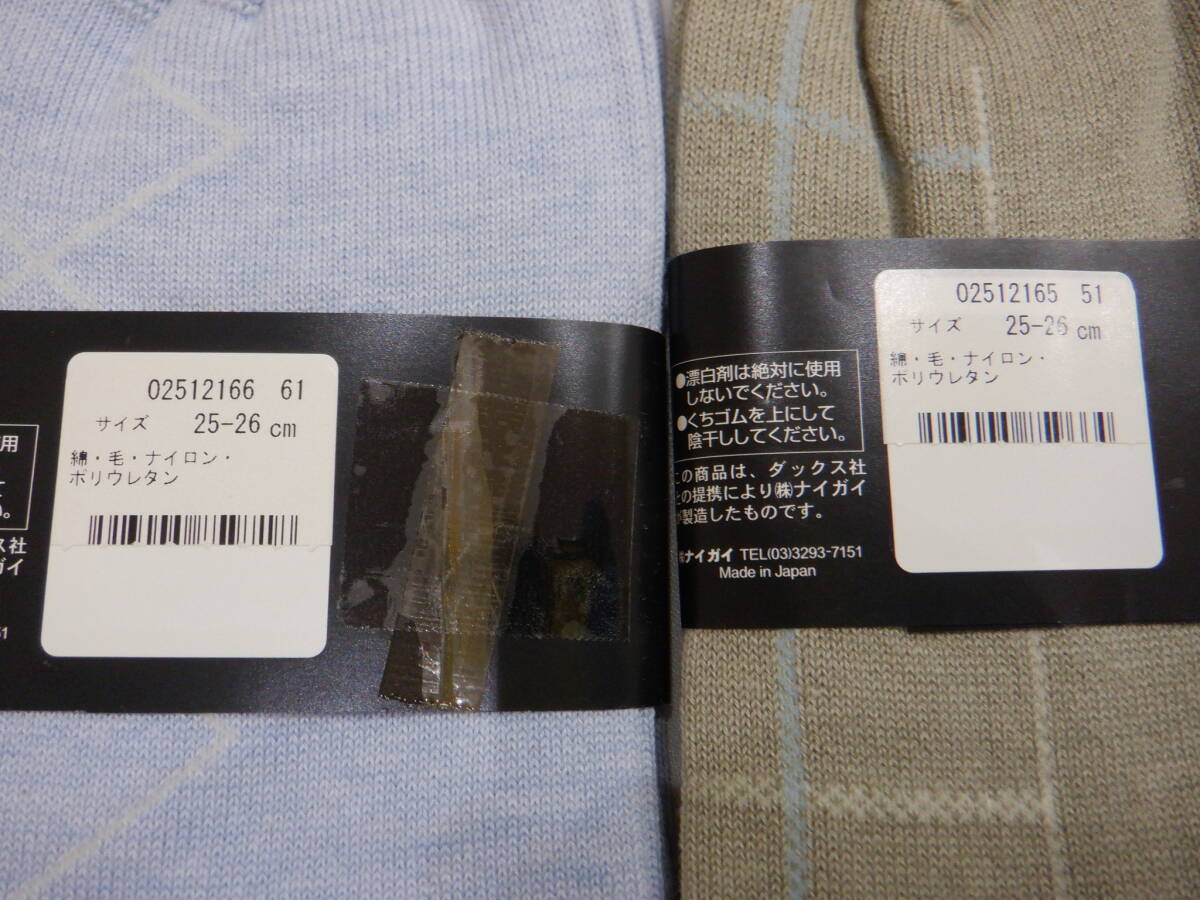 02512166 61
サイズ 25-26 cm
綿・毛・ナイロン・
ポリウレタン
02512165 51
サイズ 25-26 cm
綿・毛・ナイロン・
ポリウレタン
●漂白剤は絶対に使用
しないでください。
●くちゴムを上にして
陰干ししてください。
この商品は、ダックス社
との提携により㈱ナイガイ
が製造したものです。
㈱ナイガイ TEL(03)3293-7151
Made in Japan